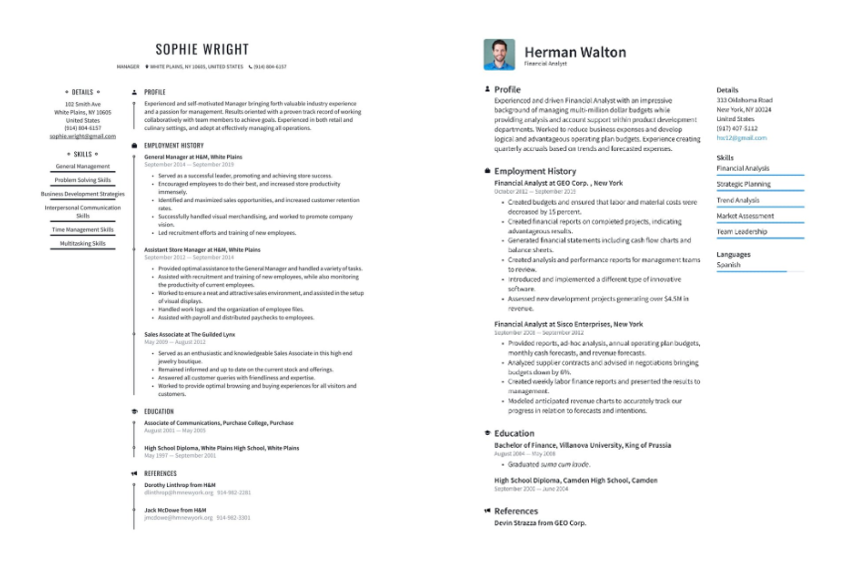 SOPHIE WRIGHT
MANAGER WHITE PLAINS, NY 10605, UNITED STATES (914) 884-6157
DETAILS
102 Smith Ave
White Plains, NY 10605
United States
(914) 884-6157
sophie.wright@gmail.com
SKILLS
General Management
Problem Solving Skills
Business Development Strategies
Interpersonal Communication
Skills
Time Management Skills
Multitasking Skills
PROFILE
Experienced and self-motivated Manager bringing forth valuable industry experience
and a passion for management. Results oriented with a proven track record of working
collaboratively with team members to achieve goals. Experienced in both retail and
culinary settings, and adept at effectively managing all operations.
EMPLOYMENT HISTORY
General Manager at H&M, White Plains
September 2014 — September 2019
• Served as a successful leader, promoting and achieving store success.
• Encouraged employees to do their best, and increased store productivity
immensely.
• Identified and maximized sales opportunities, and increased customer retention
rates.
• Successfully handled visual merchandising, and worked to promote company
vision.
• Led recruitment efforts and training of new employees.
Assistant Store Manager at H&M, White Plains
September 2012 — September 2014
• Provided optimal assistance to the General Manager and handled a variety of tasks.
• Assisted with recruitment and training of new employees, while also monitoring
the productivity of current employees.
• Worked to ensure a neat and attractive sales environment, and assisted in the setup
of visual displays.
• Handled work logs and the organization of employee files.
• Assisted with payroll and distributed paychecks to employees.
Sales Associate at The Guilded Lynx
May 2009 — August 2012
• Served as an enthusiastic and knowledgeable Sales Associate in this high end
jewelry boutique.
• Remained informed and up to date on the current stock and offerings.
• Answered all customer queries with friendliness and expertise.
• Worked to provide optimal browsing and buying experiences for all visitors and
customers.
EDUCATION
Associate of Communications, Purchase College, Purchase
August 2001 — May 2005
High School Diploma, White Plains High School, White Plains
May 1997 — September 2001
REFERENCES
Dorothy Linthrop from H&M
dlinthrop@hmnewyork.org
Jack McDowe from H&M
jmcdowe@hmnewyork.org
Herman Walton
Financial Analyst
Profile
Experienced and driven Financial Analyst with an impressive
background of managing multi-million dollar budgets while
providing analysis and account support within product development
departments. Worked to reduce business expenses and develop
logical and advantageous operating plan budgets. Experience creating
quarterly accruals based on trends and forecasted expenses.
Employment History
Financial Analyst at GEO Corp. , New York
October 2012 — September 2019
• Created budgets and ensured that labor and material costs were
decreased by 15 percent.
• Created financial reports on completed projects, indicating
advantageous results.
• Generated financial statements including cash flow charts and
balance sheets.
• Created analysis and performance reports for management teams
to review.
• Introduced and implemented a different type of innovative
software.
• Assessed new development projects generating over $4.5M in
revenue.
Financial Analyst at Sisco Enterprises, New York
September 2008 — September 2012
• Provided reports, ad-hoc analysis, annual operating plan budgets,
monthly cash forecasts, and revenue forecasts.
• Analyzed supplier contracts and advised in negotiations bringing
budgets down by 6%.
• Created weekly labor finance reports and presented the results to
management.
• Modeled anticipated revenue charts to accurately track our
progress in relation to forecasts and intentions.
Education
Bachelor of Finance, Villanova University, King of Prussia
August 2004 — May 2008
• Graduated suma cum laude.
High School Diploma, Camden High School, Camden
September 2000 — June 2004
References
Devin Strazza from GEO Corp.
Details
333 Oklahoma Road
New York, NY 10024
United States
(917) 407-5112
@gmail.com
Skills
Financial Analysis
Strategic Planning
Trend Analysis
Market Assessment
Team Leadership
Languages
Spanish